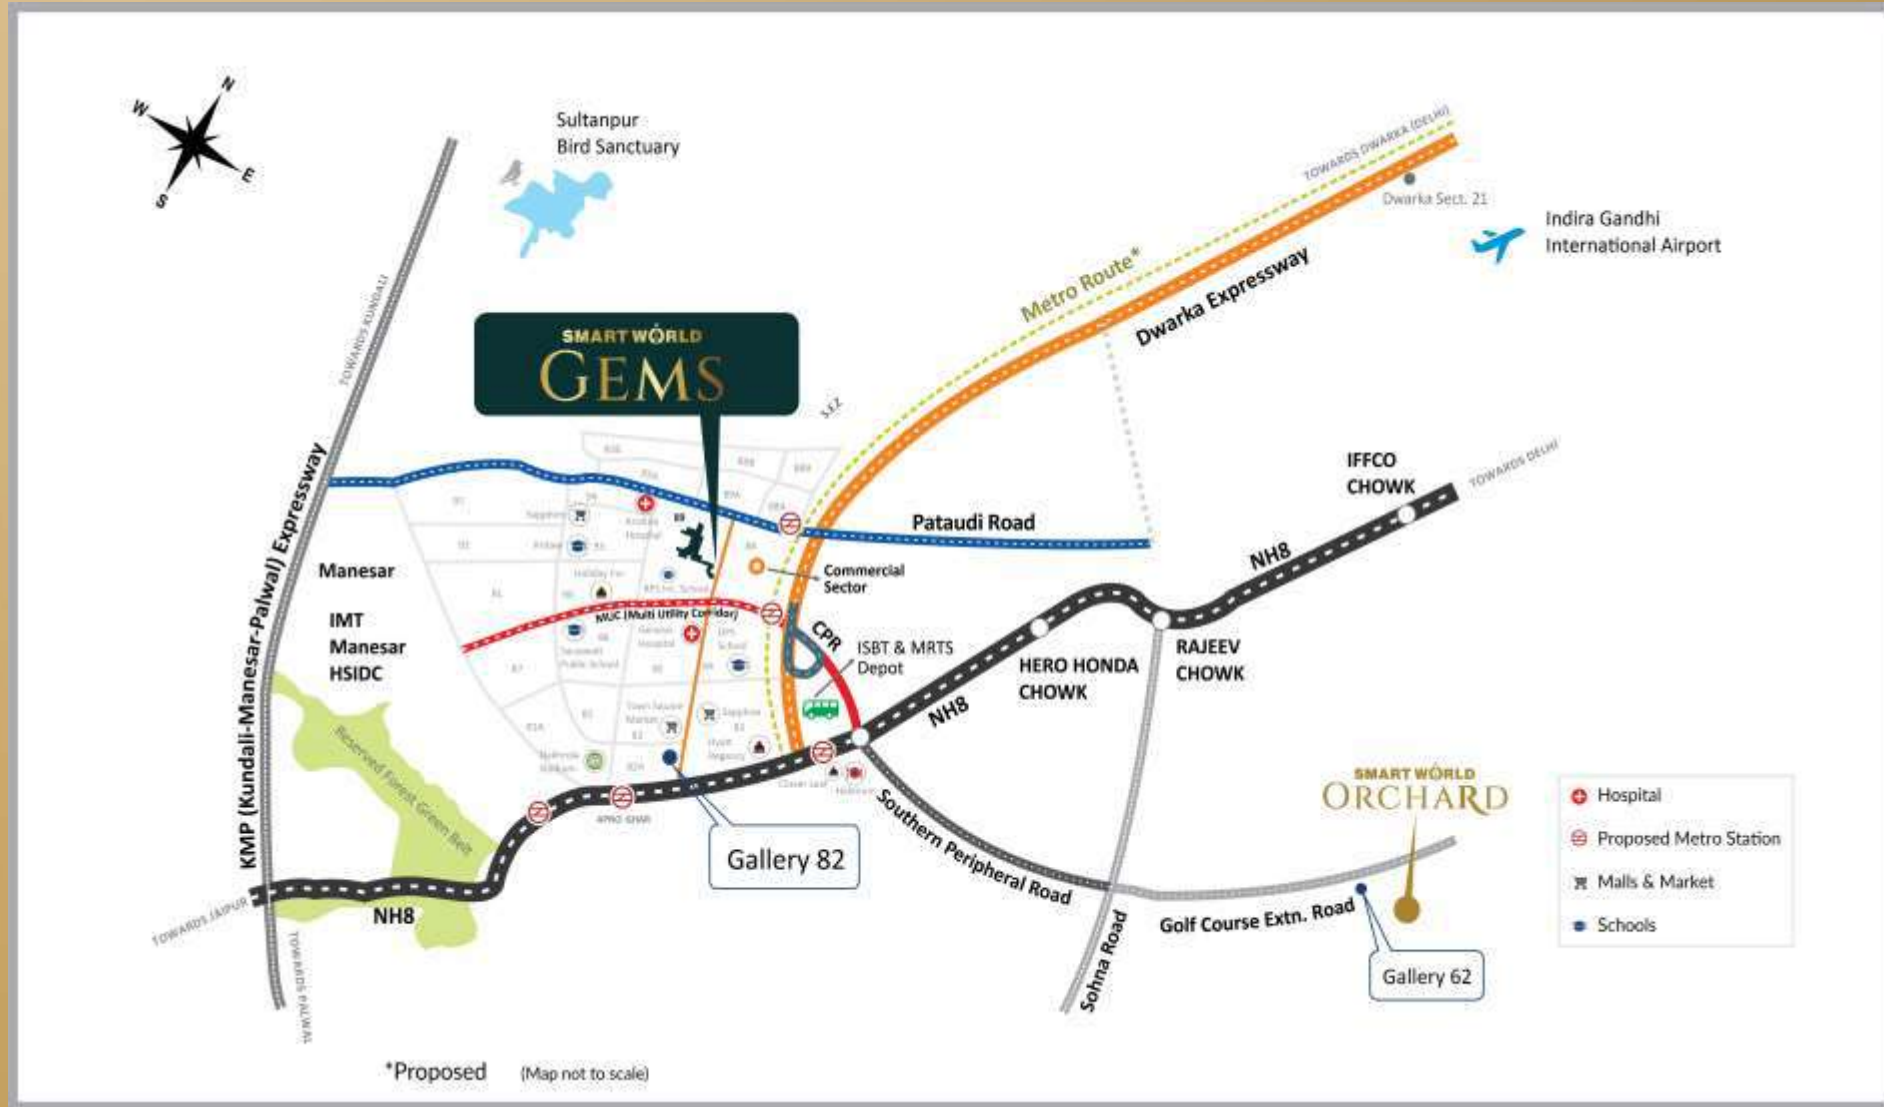 N
W
E
S
Sultanpur
Bird Sanctuary
TOWARDS DWARKA (DELHI)
Dwarka Sect. 21
Indira Gandhi
International Airport
Metro Route*
Dwarka Expressway
TOWARDS KUNDALI
SMART WORLD
GEMS
SEZ
KMP (Kundali-Manesar-Palwal) Expressway
Pataudi Road
IFFCO
CHOWK
TOWARDS DELHI
NH8
Manesar
IMT
Manesar
HSIDC
Commercial
Sector
MUC (Multi Utility Corridor)
CPR
ISBT & MRTS
Depot
HERO HONDA
CHOWK
RAJEEV
CHOWK
NH8
Reserved Forest Green Belt
Gallery 82
Southern Peripheral Road
SMART WORLD
ORCHARD
Golf Course Extn. Road
Gallery 62
Sohna Road
NH8
TOWARDS JAIPUR
TOWARDS PALWAL
Hospital
Proposed Metro Station
Malls & Market
Schools
*Proposed (Map not to scale)